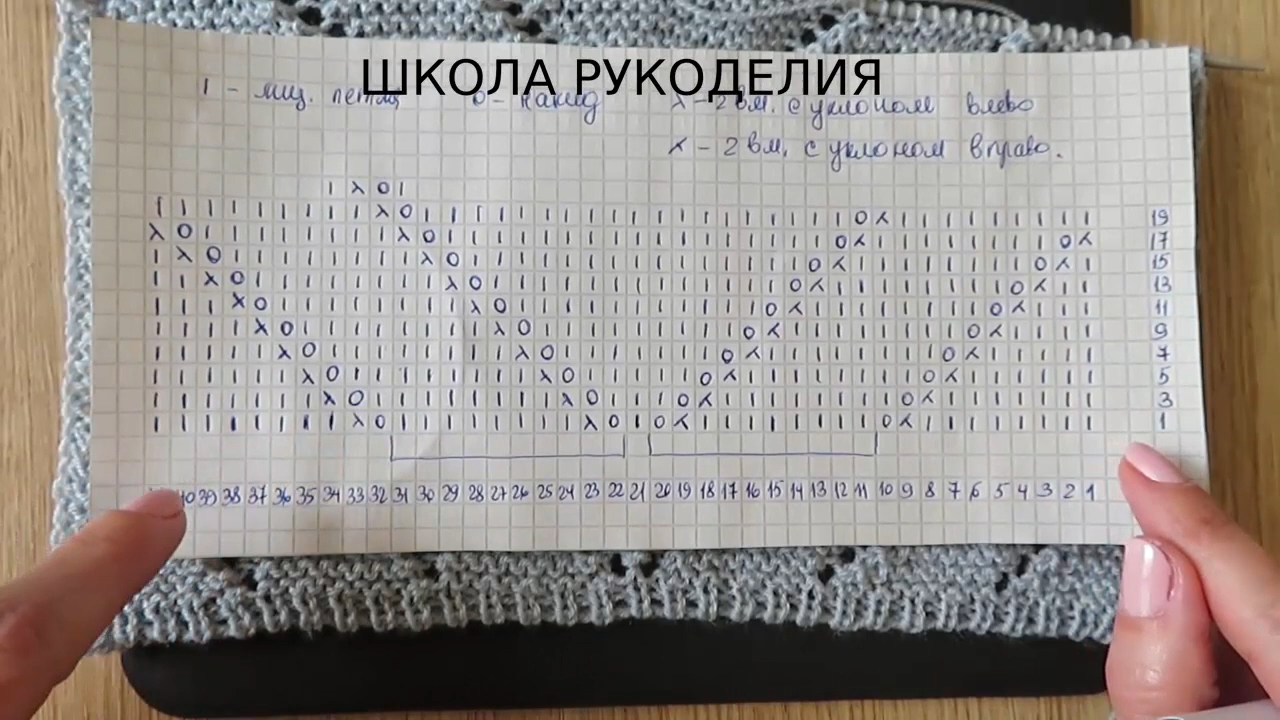 ШКОЛА РУКОДЕЛИЯ
I - лиц. петля O - накид λ - 2 вм. с уклоном влево
ʎ - 2 вм. с уклоном вправо.
I λ O I
I I I I I I I I I λ O I I I I I I I I I I I I I I I I I I I O ʎ I I I I I I I I I 19
λ O I I I I I I I I λ O I I I I I I I I I I I I I I I I I O ʎ I I I I I I I I O ʎ 17
I λ O I I I I I I I I λ O I I I I I I I I I I I I I I I O ʎ I I I I I I I I O ʎ I 15
I I λ O I I I I I I I I λ O I I I I I I I I I I I I I O ʎ I I I I I I I I O ʎ I I 13
I I I λ O I I I I I I I I λ O I I I I I I I I I I I O ʎ I I I I I I I I O ʎ I I I 11
I I I I λ O I I I I I I I I λ O I I I I I I I I I O ʎ I I I I I I I I O ʎ I I I I 9
I I I I I λ O I I I I I I I I λ O I I I I I I I O ʎ I I I I I I I I O ʎ I I I I I 7
I I I I I I λ O I I I I I I I I λ O I I I I I O ʎ I I I I I I I I O ʎ I I I I I I 5
I I I I I I I λ O I I I I I I I I λ O I I I O ʎ I I I I I I I I O ʎ I I I I I I I 3
I I I I I I I I λ O I I I I I I I I λ O I O ʎ I I I I I I I I O ʎ I I I I I I I I 1
40 39 38 37 36 35 34 33 32 31 30 29 28 27 26 25 24 23 22 21 20 19 18 17 16 15 14 13 12 11 10 9 8 7 6 5 4 3 2 1